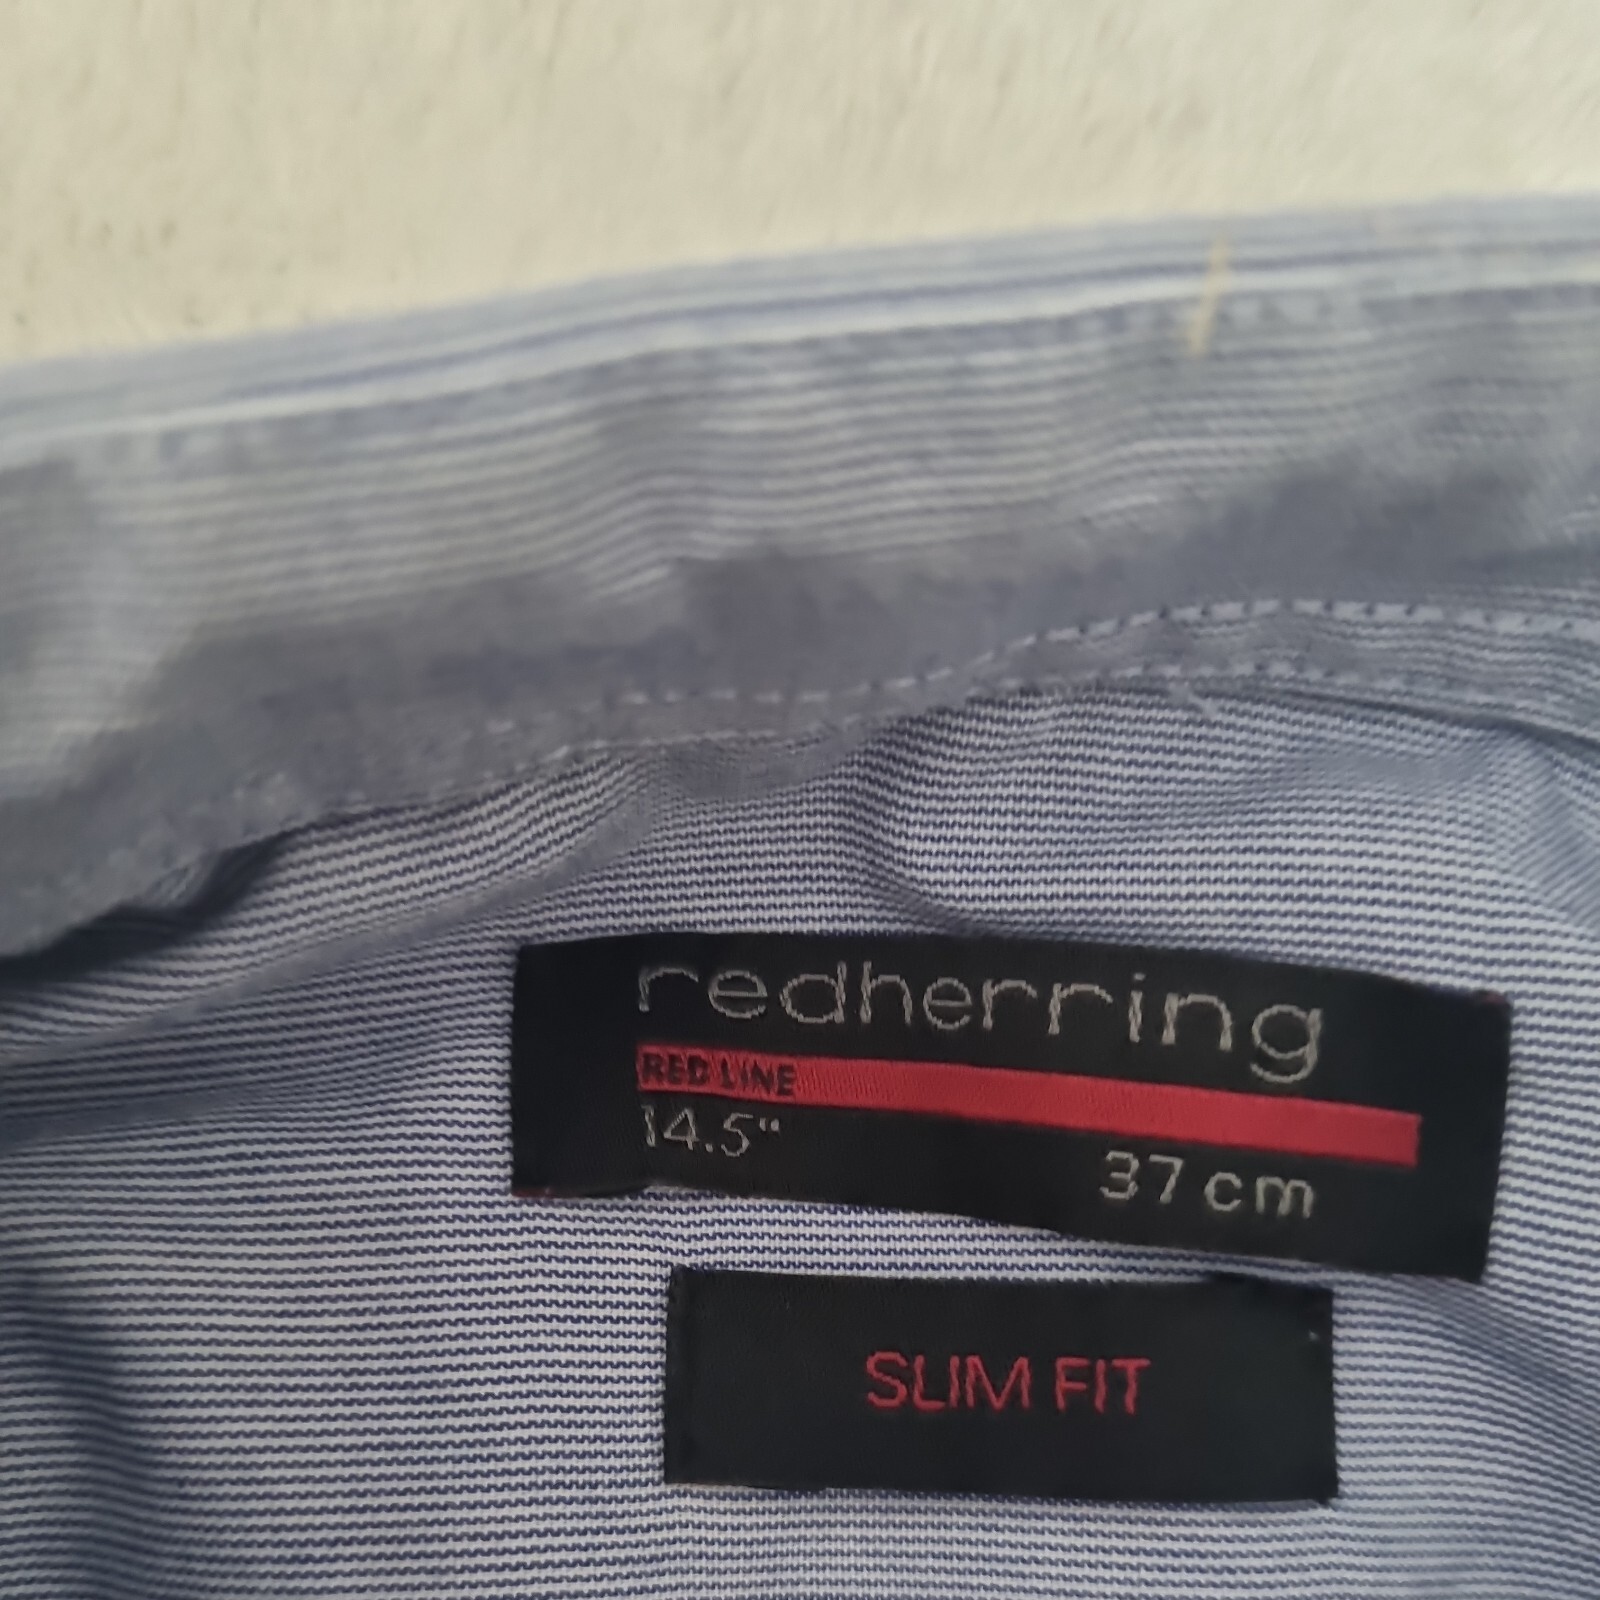 redherring
RED LINE
14.5"
37 cm
SLIM FIT